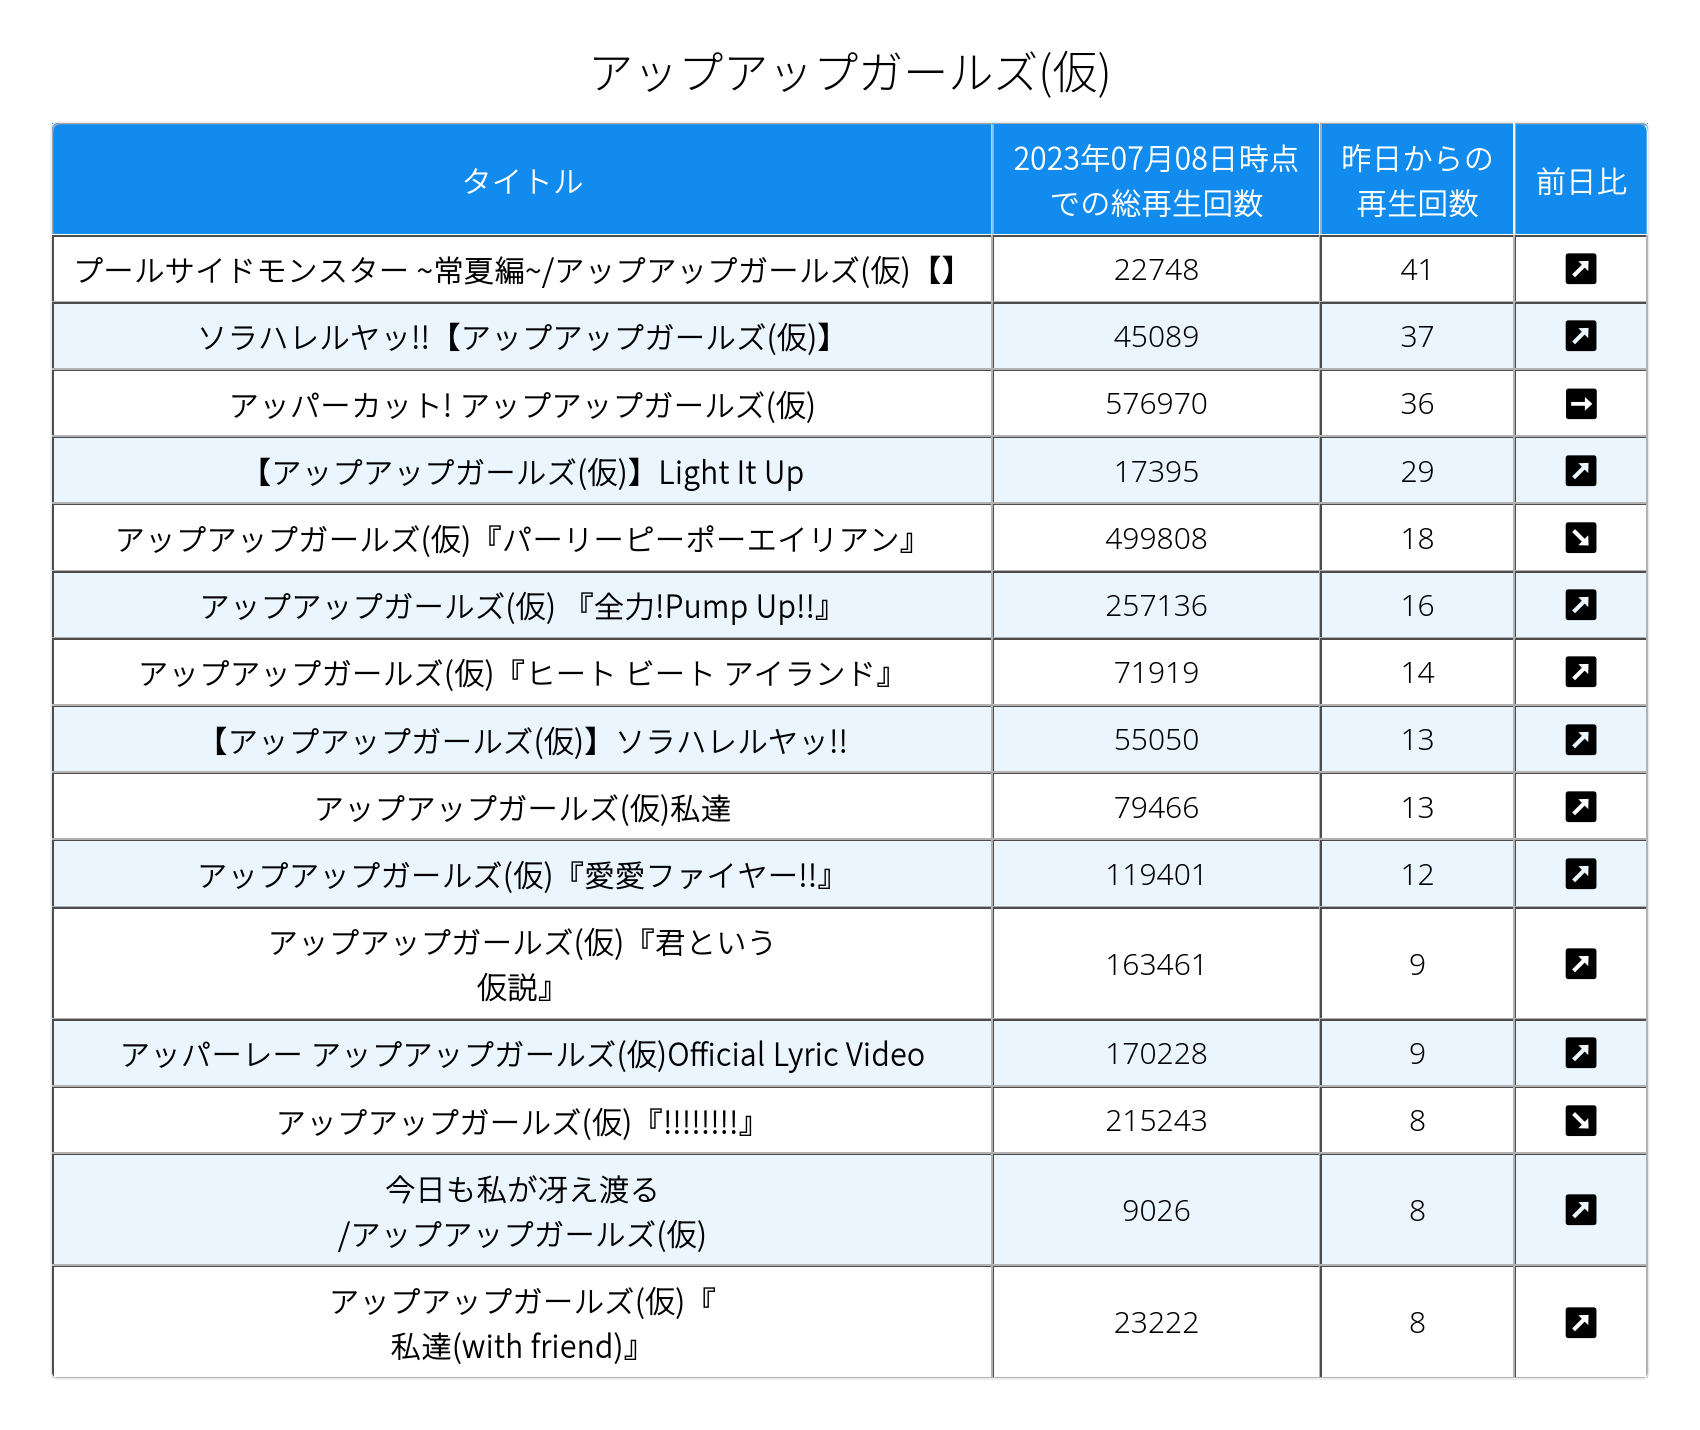 アップアップガールズ(仮)
タイトル
2023年07月08日時点
での総再生回数
昨日からの
再生回数
前日比
プールサイドモンスター ~常夏編~/アップアップガールズ(仮)【】 22748 41 ↗
ソラハレルヤッ!!【アップアップガールズ(仮)】 45089 37 ↗
アッパーカット! アップアップガールズ(仮) 576970 36 →
【アップアップガールズ(仮)】Light It Up 17395 29 ↗
アップアップガールズ(仮)『パーリーピーポーエイリアン』 499808 18 ↘
アップアップガールズ(仮) 『全力!Pump Up!!』 257136 16 ↗
アップアップガールズ(仮)『ヒート ビート アイランド』 71919 14 ↗
【アップアップガールズ(仮)】ソラハレルヤッ!! 55050 13 ↗
アップアップガールズ(仮)私達 79466 13 ↗
アップアップガールズ(仮)『愛愛ファイヤー!!』 119401 12 ↗
アップアップガールズ(仮)『君という
仮説』 163461 9 ↗
アッパーレー アップアップガールズ(仮)Official Lyric Video 170228 9 ↗
アップアップガールズ(仮)『!!!!!!!!』 215243 8 ↘
今日も私が冴え渡る
/アップアップガールズ(仮) 9026 8 ↗
アップアップガールズ(仮)『
私達(with friend)』 23222 8 ↗